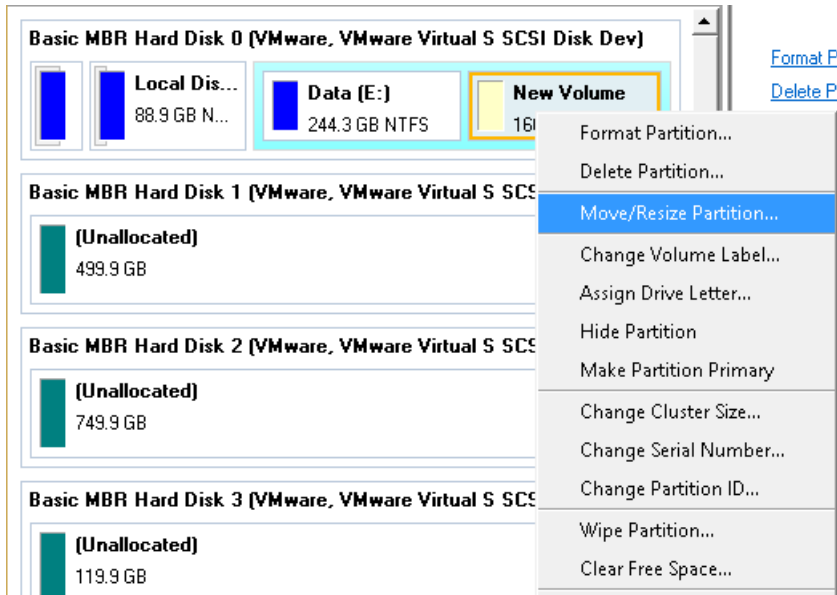 Basic MBR Hard Disk 0 (VMware, VMware Virtual S SCSI Disk Dev)
Local Dis...
88.9 GB N...
Data (E:)
244.3 GB NTFS
New Volume
Format P
Delete P
Format Partition...
Delete Partition...
Move/Resize Partition...
Change Volume Label...
Assign Drive Letter...
Hide Partition
Make Partition Primary
Change Cluster Size...
Change Serial Number...
Change Partition ID...
Wipe Partition...
Clear Free Space...
Basic MBR Hard Disk 1 (VMware, VMware Virtual S SCS
(Unallocated)
499.9 GB
Basic MBR Hard Disk 2 (VMware, VMware Virtual S SCS
(Unallocated)
749.9 GB
Basic MBR Hard Disk 3 (VMware, VMware Virtual S SCS
(Unallocated)
119.9 GB